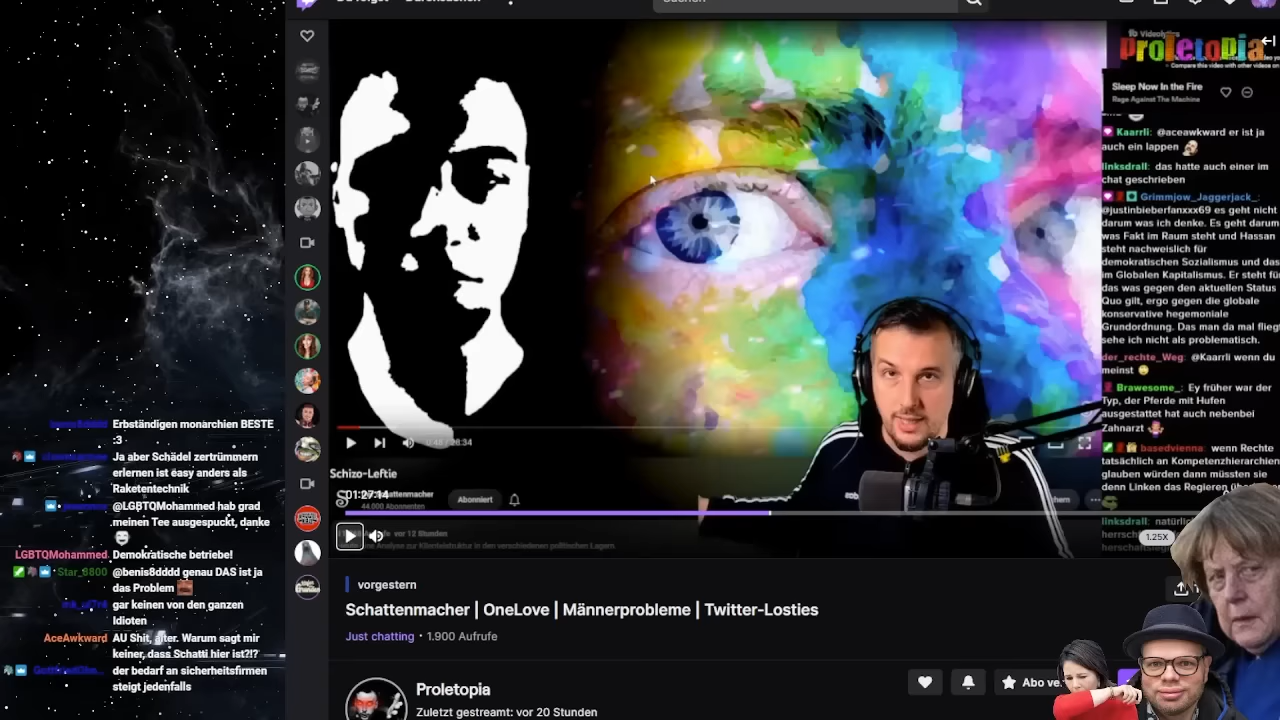 Suchen
Proletopia
Sleep Now In the Fire
Rage Against The Machine
Kaarrli: @aceawkward er ist ja
auch ein lappen
linksdrall: das hatte auch einer im
chat geschrieben
Grimmjow_Jaggerjack_:
@justinbieberfanxxx69 es geht nicht
darum was ich denke. Es geht darum
was Fakt im Raum steht und Hassan
steht nachweislich für
demokratischen Sozialismus und das
im Globalen Kapitalismus. Er steht für
das was gegen den aktuellen Status
Quo gilt, ergo gegen die globale
konservative hegemoniale
Grundordnung. Das man da mal fliegt
sehe ich nicht als problematisch.
der_rechte_Weg: @Kaarrli wenn du
meinst
Brawesome_: Ey früher war der
Typ, der Pferde mit Hufen
ausgestattet hat auch nebenbei
Zahnarzt
basedvienna: wenn Rechte
tatsächlich an Kompetenzhierarchien
glauben würden dann müssten sie
denn Linken das Regieren
linksdrall:
1.25X
Erbständigen monarchien BESTE
:3
Ja aber Schädel zertrümmern
erlernen ist easy anders als
Raketentechnik
@LGBTQMohammed hab grad
meinen Tee ausgespuckt, danke
LGBTQMohammed Demokratische betriebe!
Star_3800 @benis8dddd genau DAS ist ja
das Problem
gar keinen von den ganzen
Idioten
AceAwkward AU Shit, alter. Warum sagt mir
keiner, dass Schatti hier ist?!?
der bedarf an sicherheitsfirmen
steigt jedenfalls
Schizo-Leftie
01:27:14
44.000 Abonnenten
Abonniert
vor 12 Stunden
vorgestern
Schattenmacher | OneLove | Männerprobleme | Twitter-Losties
Just chatting • 1.900 Aufrufe
Proletopia
Zuletzt gestreamt: vor 20 Stunden